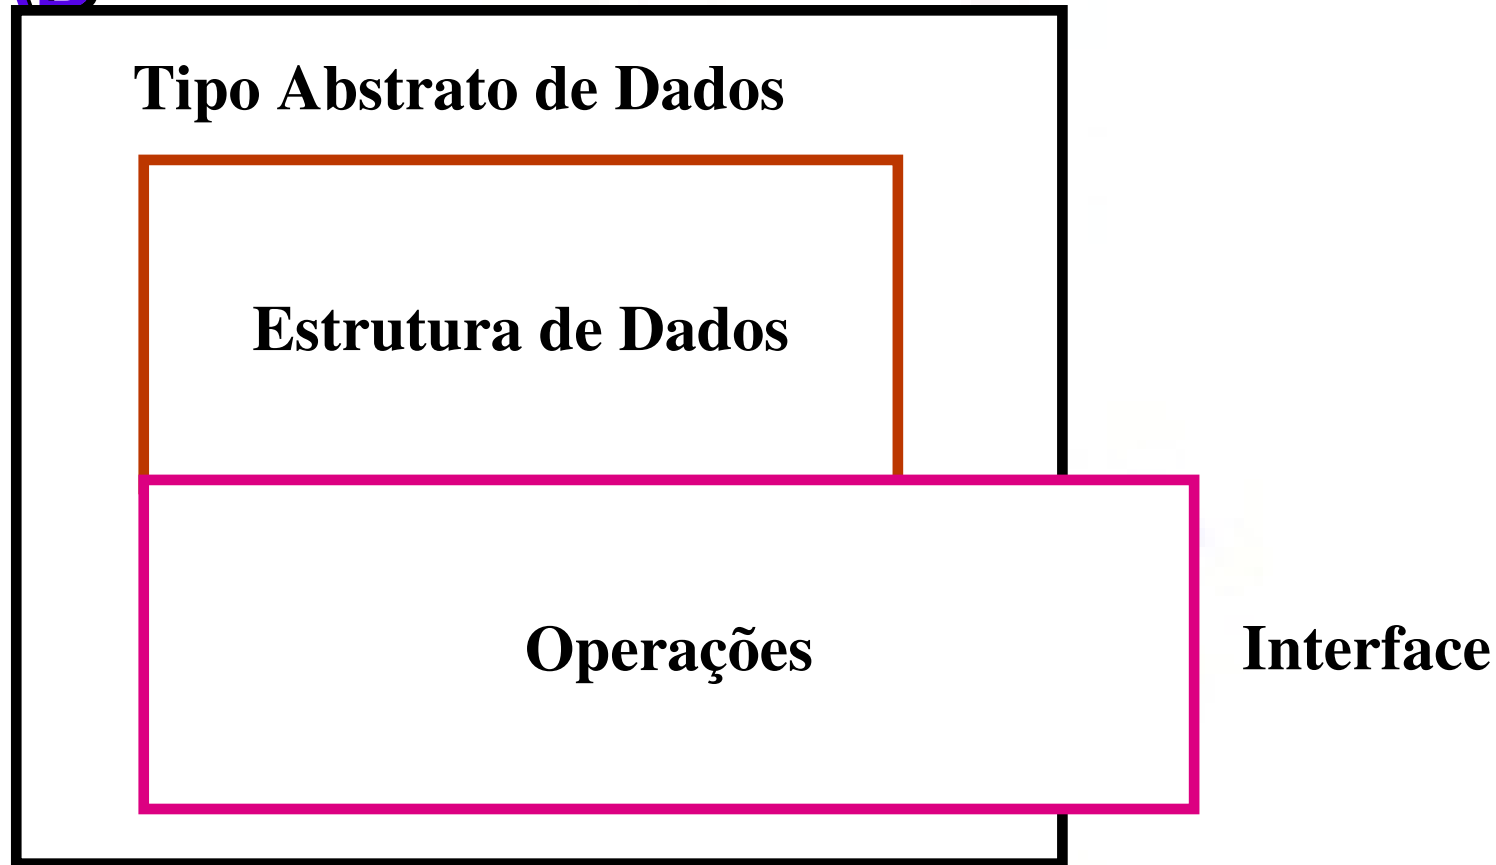 Tipo Abstrato de Dados
Estrutura de Dados
Operações
Interface